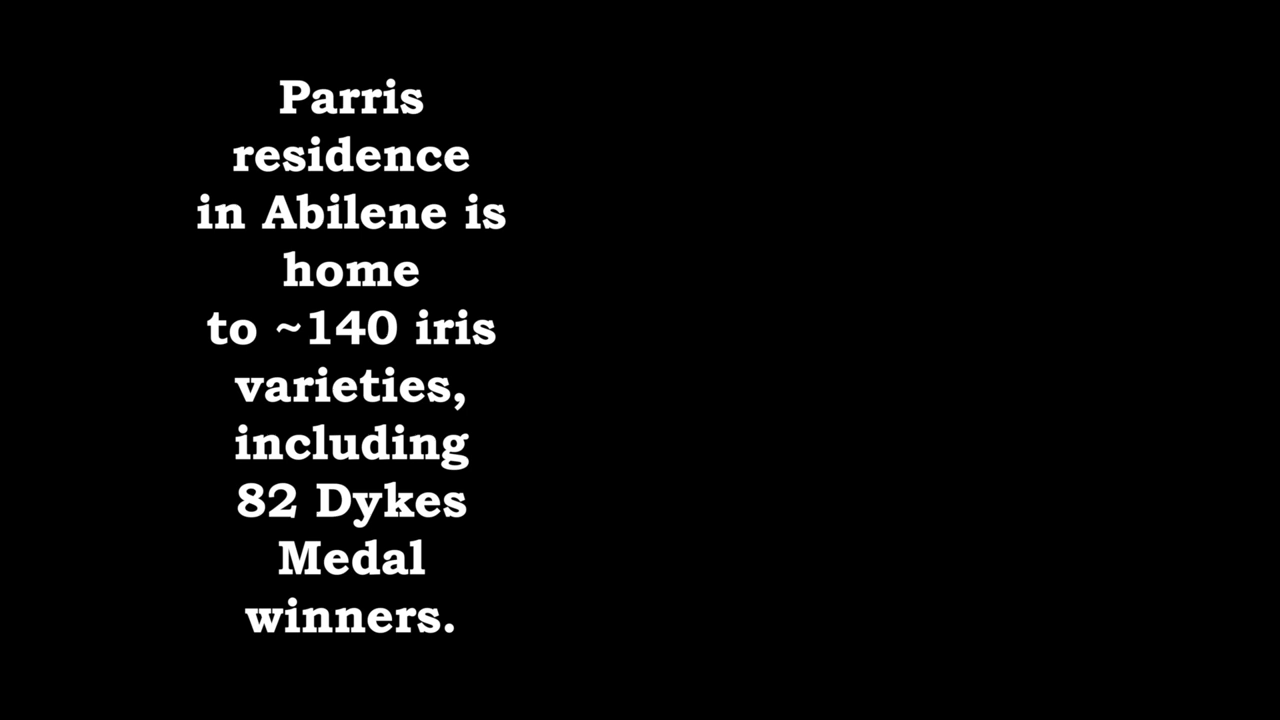 Parris
residence
in Abilene is
home
to ~140 iris
varieties,
including
82 Dykes
Medal
winners.